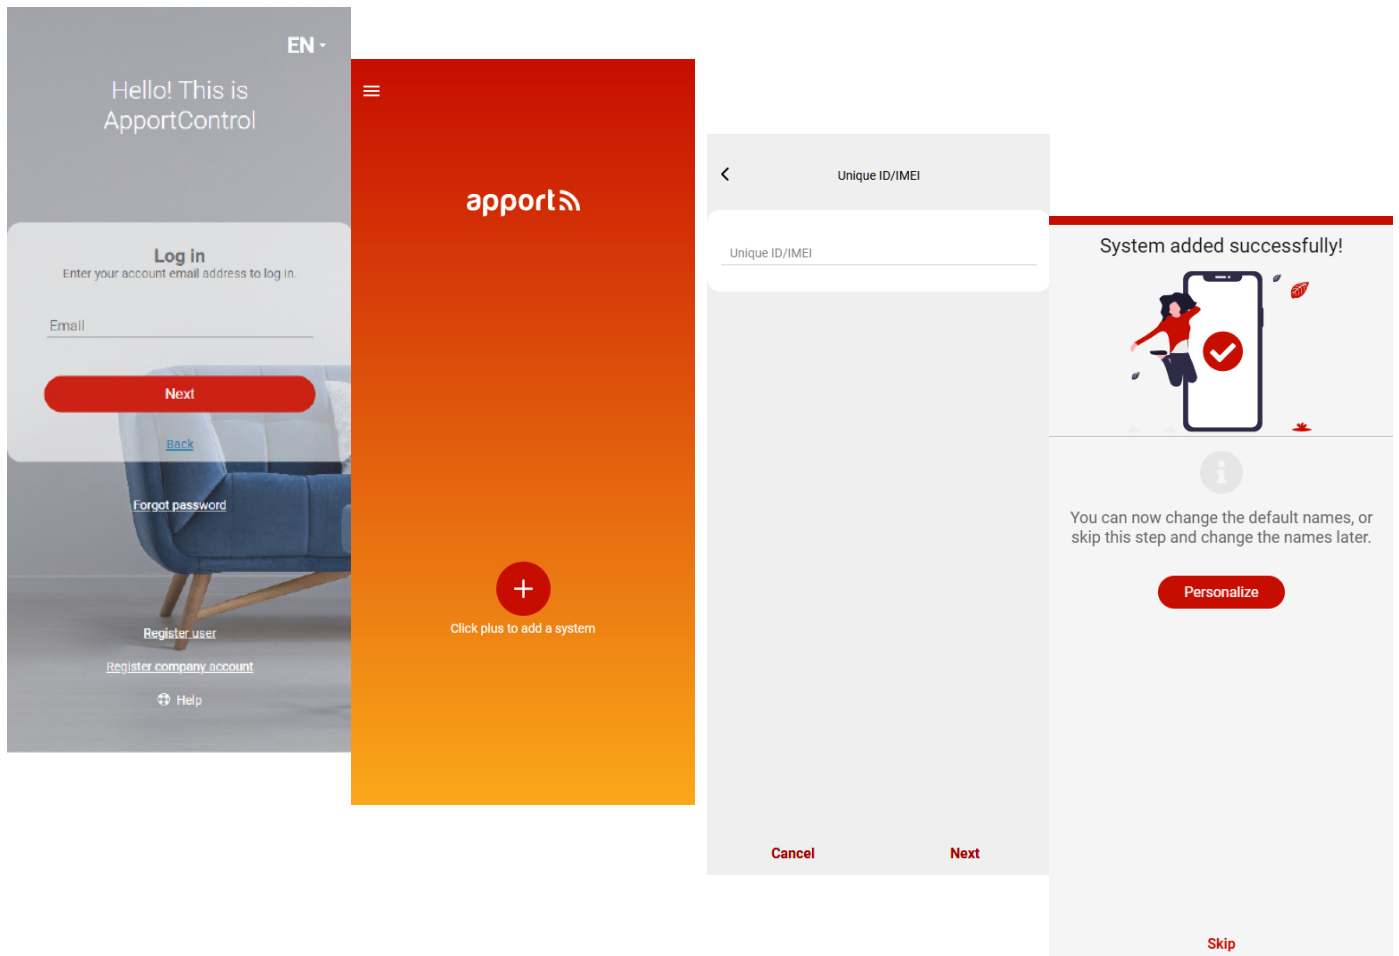 EN
Hello! This is
ApportControl
Log in
Enter your account email address to log in.
Email
Next
Back
Forgot password
Register user
Register company account
Help
apport
Click plus to add a system
Unique ID/IMEI
Unique ID/IMEI
Cancel
Next
System added successfully!
You can now change the default names, or
skip this step and change the names later.
Personalize
Skip